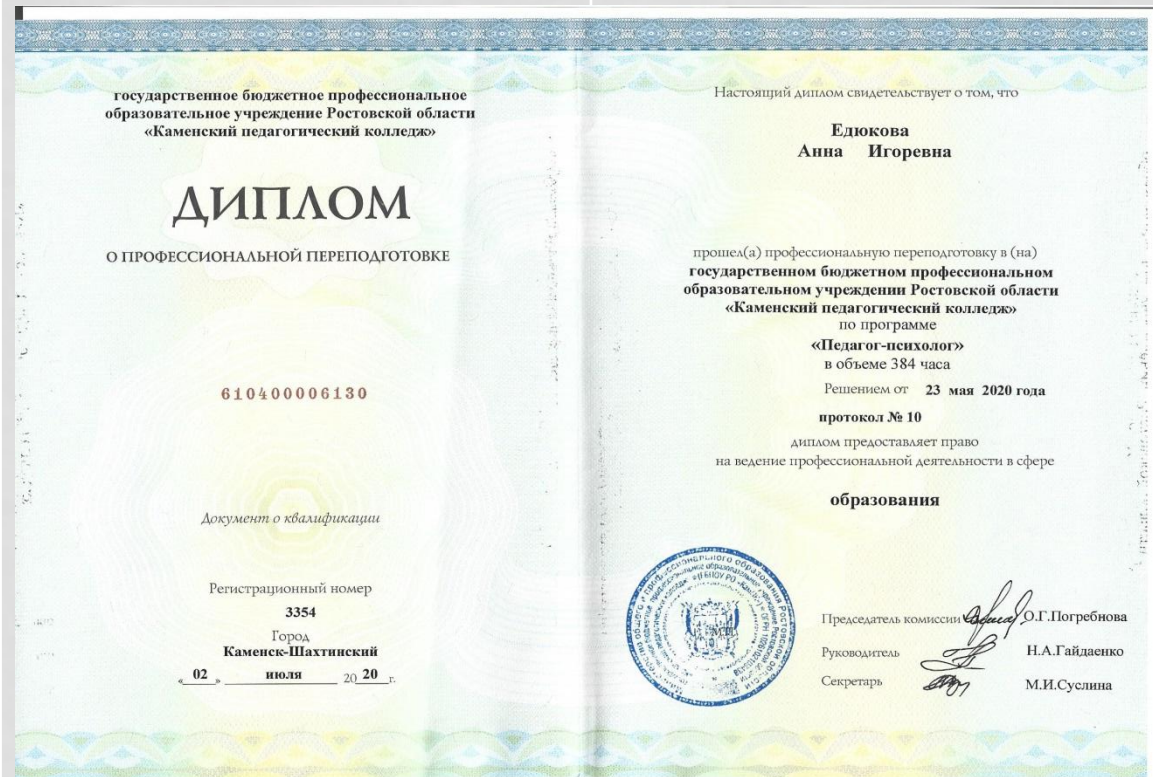 государственное бюджетное профессиональное
образовательное учреждение Ростовской области
«Каменский педагогический колледж»
ДИПЛОМ
О ПРОФЕССИОНАЛЬНОЙ ПЕРЕПОДГОТОВКЕ
610400006130
Документ о квалификации
Регистрационный номер
3354
Город
Каменск-Шахтинский
« 02 » июля 20 20 г.
Настоящий диплом свидетельствует о том, что
Едюкова
Анна Игоревна
прошел(а) профессиональную переподготовку в (на)
государственном бюджетном профессиональном
образовательном учреждении Ростовской области
«Каменский педагогический колледж»
по программе
«Педагог-психолог»
в объеме 384 часа
Решением от 23 мая 2020 года
протокол № 10
диплом предоставляет право
на ведение профессиональной деятельности в сфере
образования
М.П.
Председатель комиссии О.Г.Погребнова
Руководитель Н.А.Гайдаенко
Секретарь М.И.Суслина